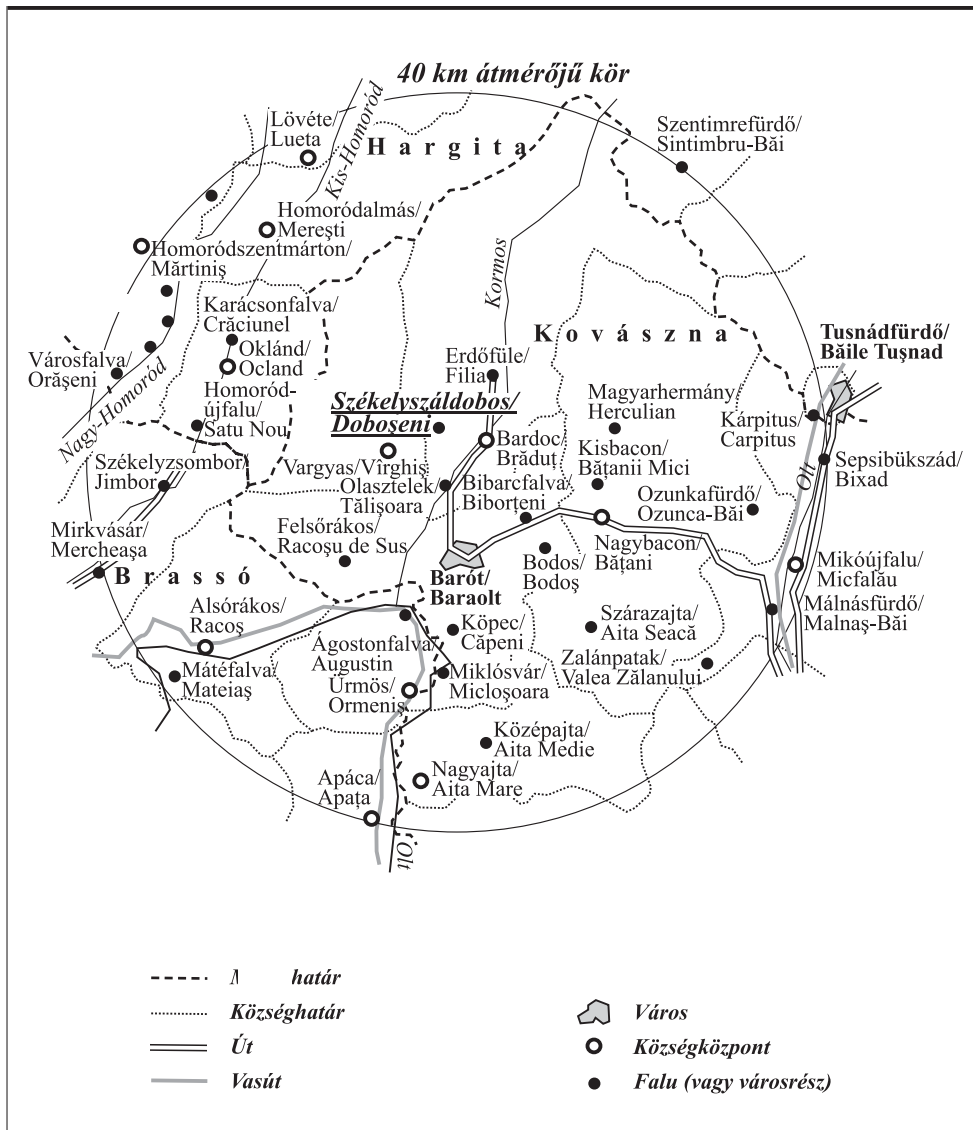 40 km átmérőjű kör
Lövéte/
Lueta
Kis-Homoród
Hargita
Szentimrefürdő/
Sintimbru-Băi
Homoródalmás/
Mereşti
Homoródszentmárton/
Mărtiniş
Kormos
Karácsonfalva/
Crăciunel
Kovászna
Tusnádfürdő/
Băile Tuşnad
Városfalva/
Orăşeni
Oklánd/
Ocland
Erdőfüle/
Filia
Nagy-Homoród
Homoród-
újfalu/
Satu Nou
Székelyszáldobos/
Doboşeni
Magyarhermány/
Herculian
Kárpitus/
Carpitus
Bardoc/
Brăduţ
Kisbacon/
Băţanii Mici
Olt
Sepsibükszád/
Bixad
Székelyzsombor/
Jimbor
Vargyas/Vîrghiş
Olasztelek/
Tălişoara
Bibarcfalva/
Biborţeni
Ozunkafürdő/
Ozunca-Băi
Mirkvásár/
Mercheaşa
Felsőrákos/
Racoşu de Sus
Bodos/
Bodoş
Nagybacon/
Băţani
Mikóújfalu/
Micfalău
Brassó
Barót/
Baraolt
Alsórákos/
Racoş
Köpec/
Căpeni
Szárazajta/
Aita Seacă
Málnásfürdő/
Malnaş-Băi
Ágostonfalva/
Augustin
Mátéfalva/
Mateiaş
Ürmös/
Ormeniş
Miklósvár/
Micloşoara
Zalánpatak/
Valea Zălanului
Középajta/
Aita Medie
Apáca/
Apaţa
Nagyajta/
Aita Mare
Olt
határ
Községhatár
Út
Vasút
Város
Községközpont
Falu (vagy városrész)